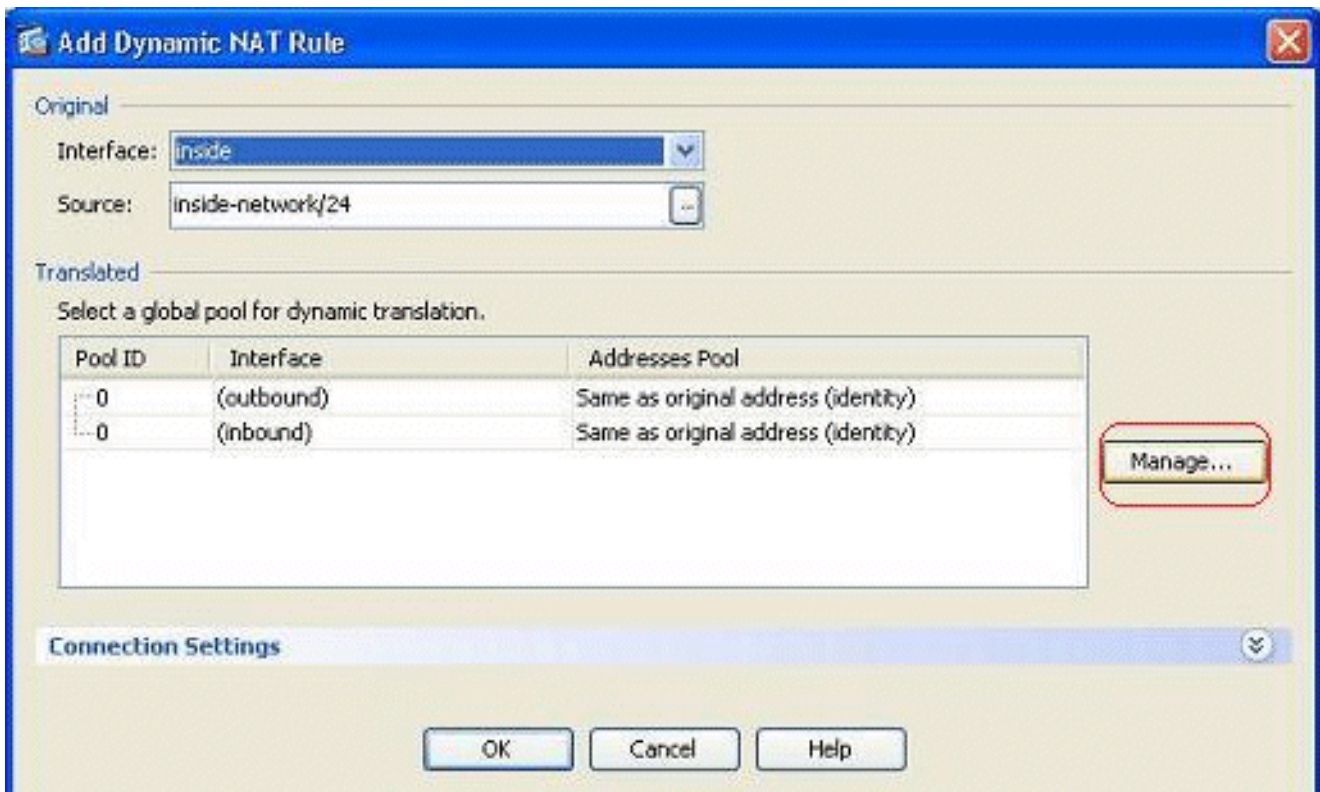 Add Dynamic NAT Rule
Original
Interface: inside
Source: inside-network/24 ...
Translated
Select a global pool for dynamic translation.
Pool ID Interface Addresses Pool
0 (outbound) Same as original address (identity)
0 (inbound) Same as original address (identity)
Manage...
Connection Settings
OK Cancel Help